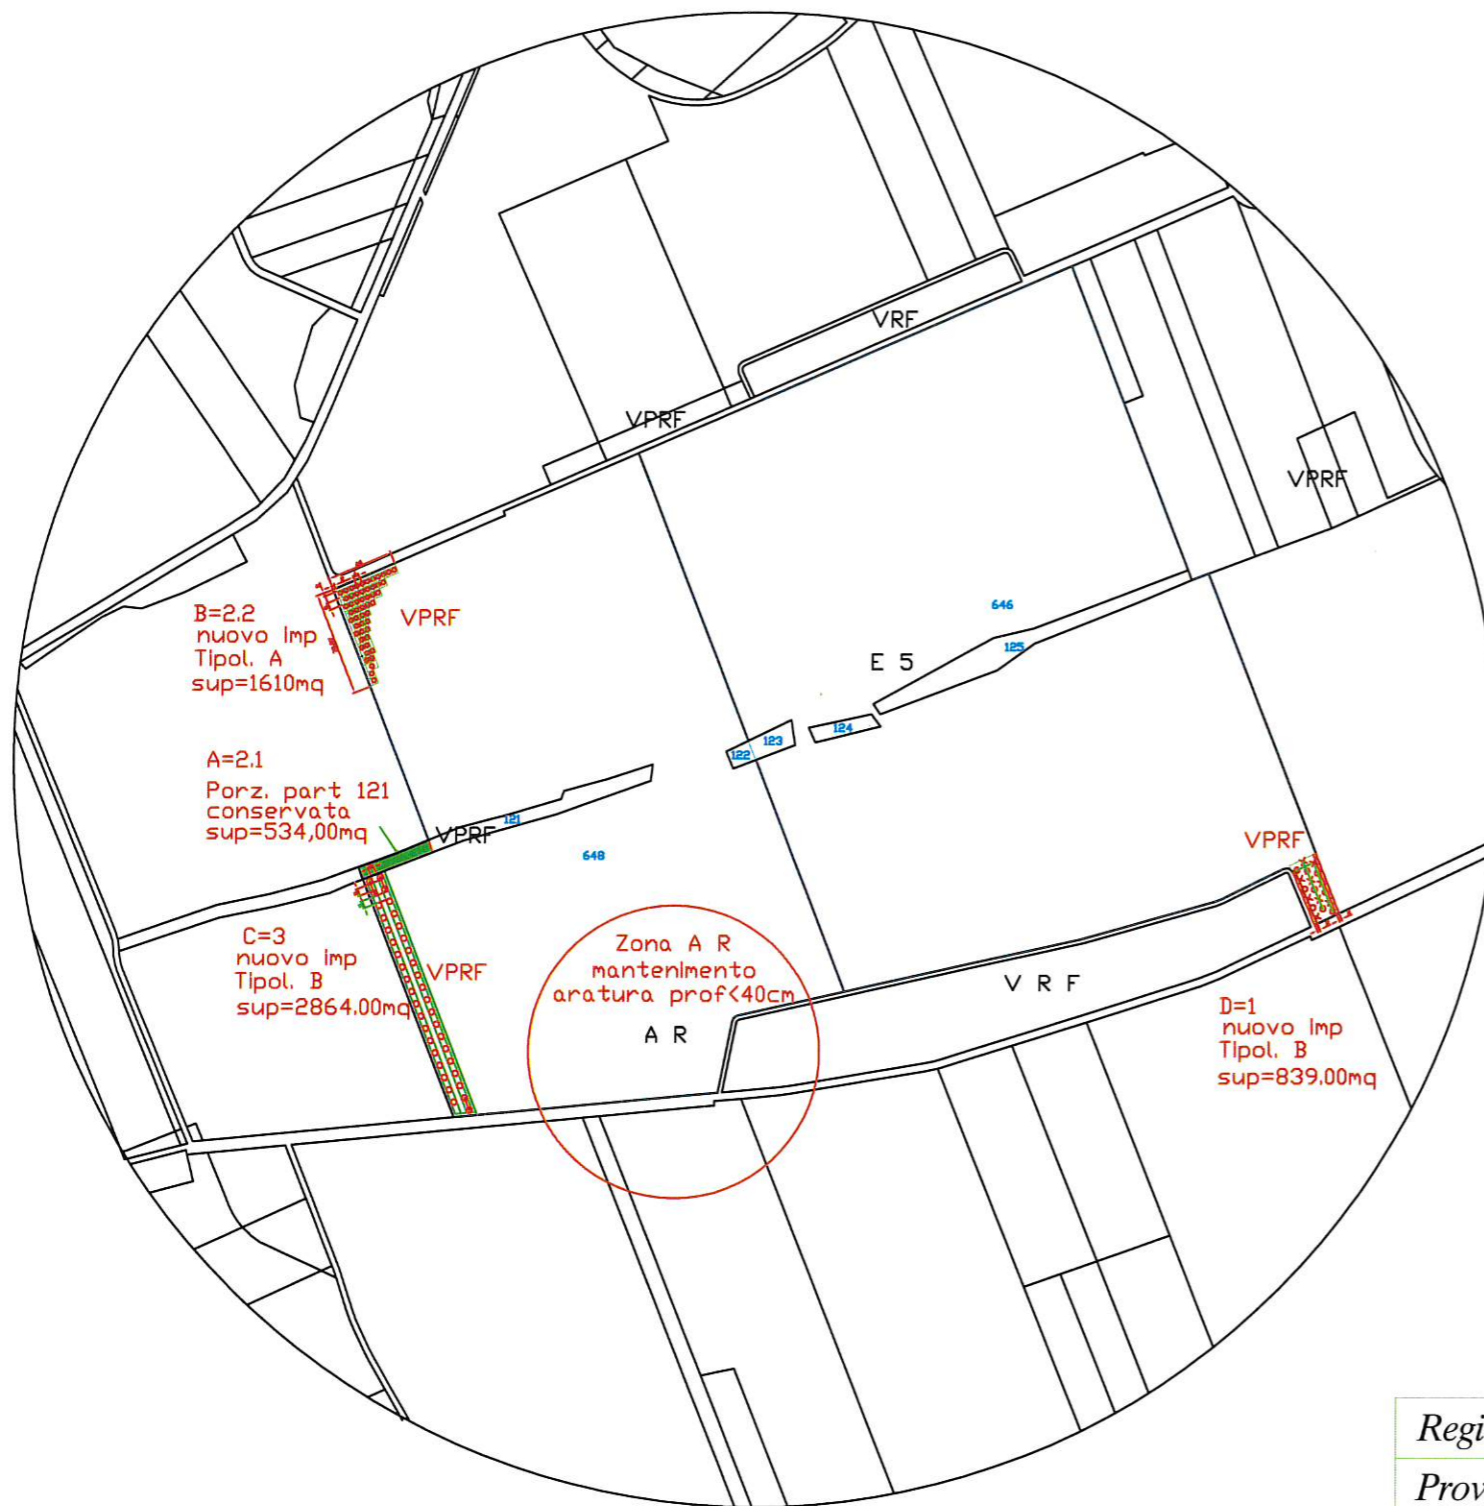 VRF
VPRF
VPRF
B=2.2
nuovo Imp
Tipol. A
sup=1610mq
VPRF
646
125
E 5
124
123
122
A=2.1
Porz. part 121
conservata
sup=534,00mq
VPRF
121
648
VPRF
C=3
nuovo Imp
Tipol. B
sup=2864.00mq
VPRF
Zona A R
mantenimento
aratura prof<40cm
A R
V R F
D=1
nuovo Imp
Tipol. B
sup=839.00mq
Regi
Prov